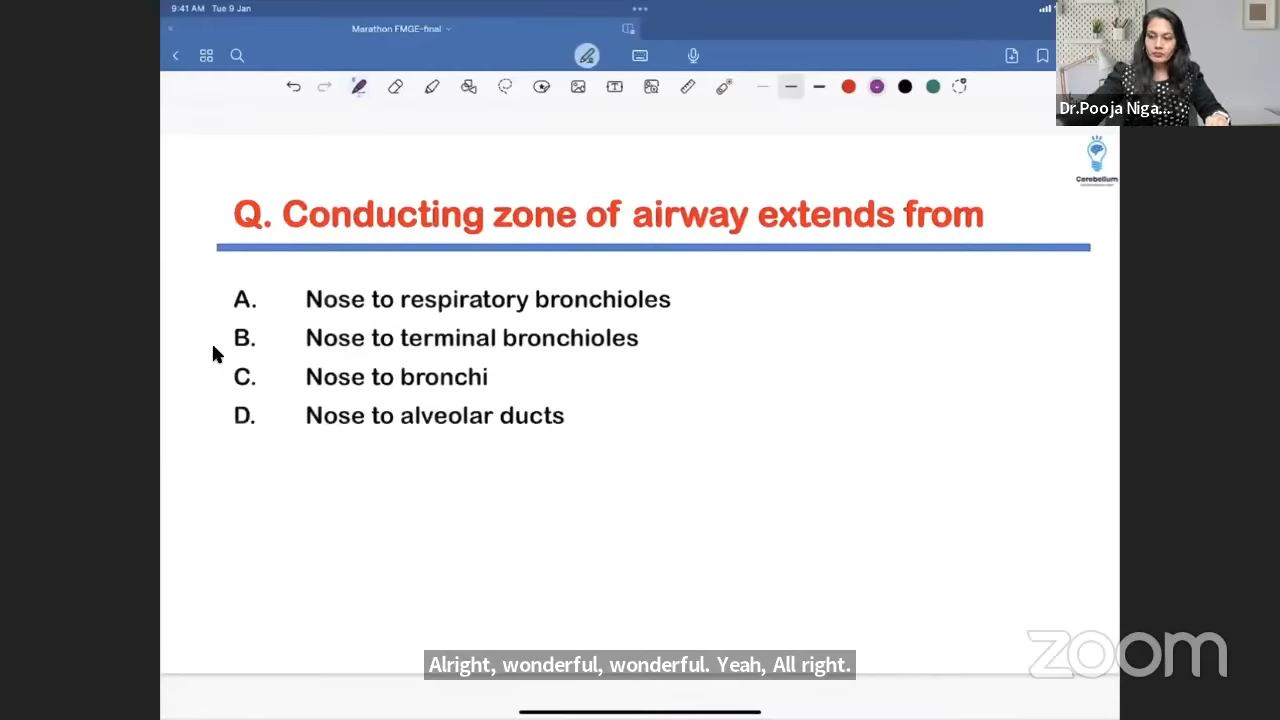 9:41 AM Tue 9 Jan
Marathon FMGE-final
Dr.Pooja Niga...
Cerebellum
Q. Conducting zone of airway extends from
A. Nose to respiratory bronchioles
B. Nose to terminal bronchioles
C. Nose to bronchi
D. Nose to alveolar ducts
zoom
Alright, wonderful, wonderful. Yeah, All right.